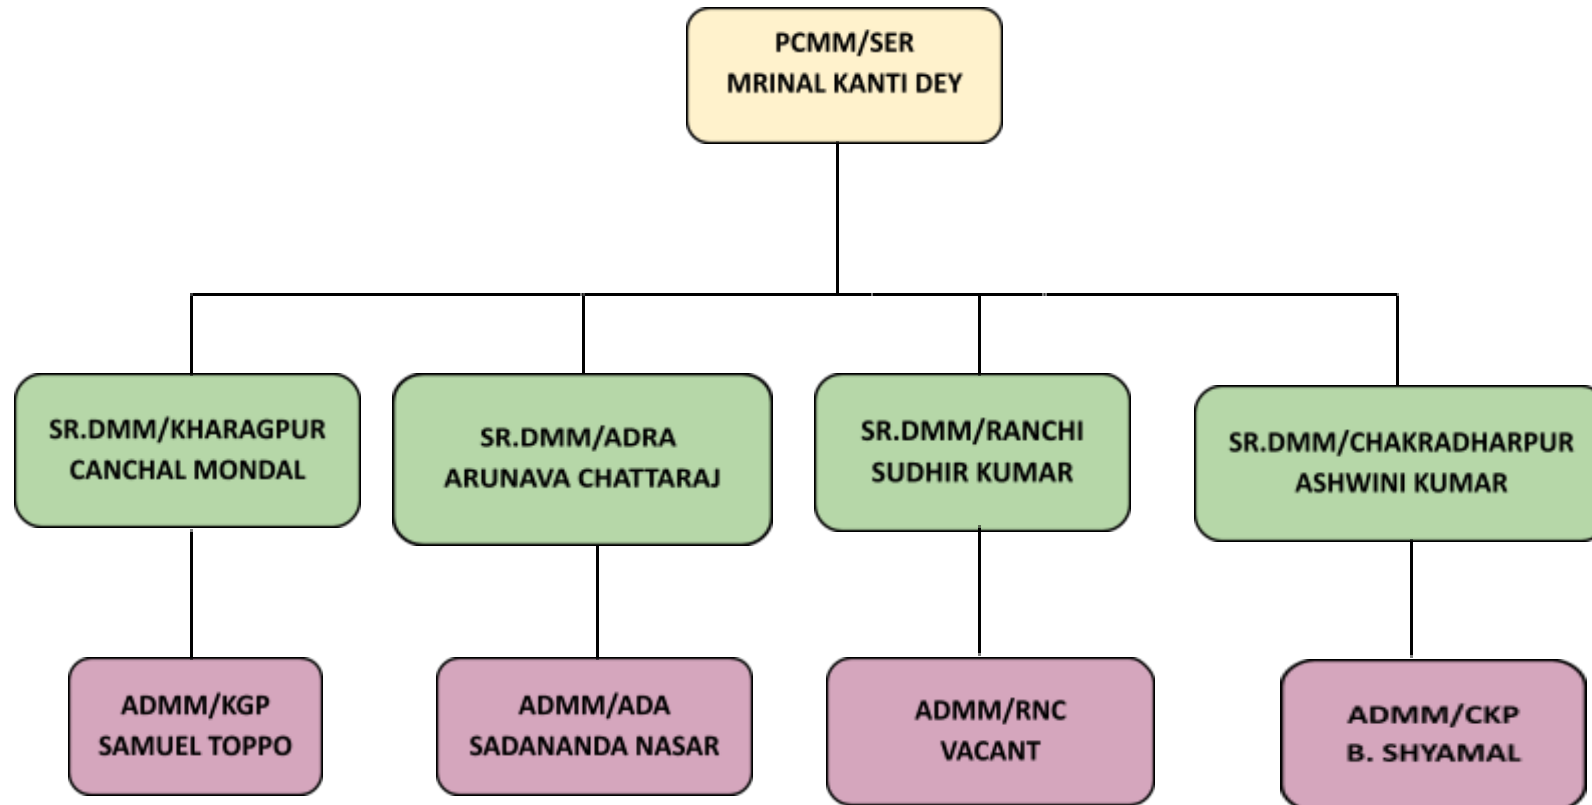 PCMM/SER
MRINAL KANTI DEY
SR.DMM/KHARAGPUR
CANCHAL MONDAL
SR.DMM/ADRA
ARUNAVA CHATTARAJ
SR.DMM/RANCHI
SUDHIR KUMAR
SR.DMM/CHAKRADHARPUR
ASHWINI KUMAR
ADMM/KGP
SAMUEL TOPPO
ADMM/ADA
SADANANDA NASAR
ADMM/RNC
VACANT
ADMM/CKP
B. SHYAMAL